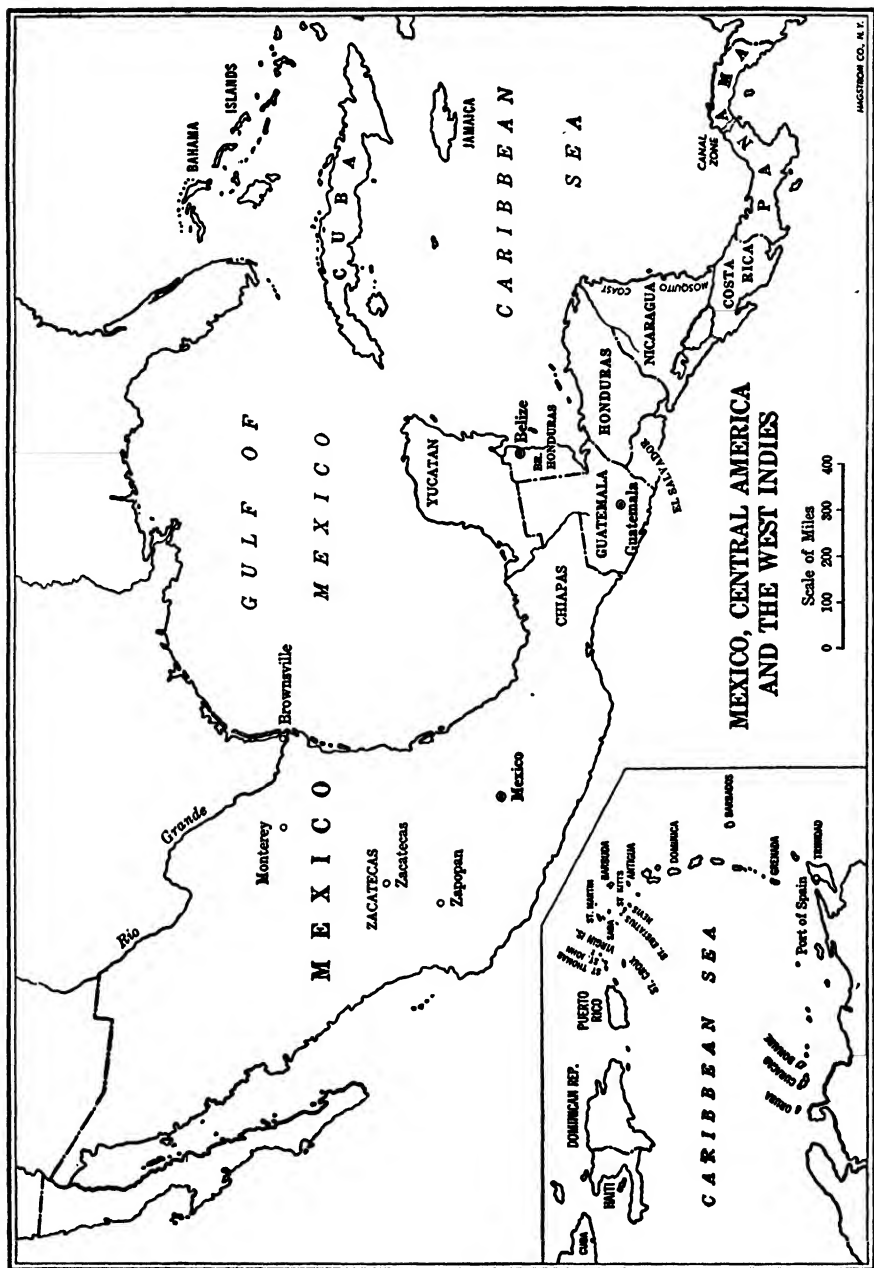 BAHAMA
ISLANDS
CUBA
JAMAICA
CARIBBEAN
SEA
GULF OF
MEXICO
Rio
Grande
Brownsville
Monterey
MEXICO
ZACATECAS
Zacatecas
Zapopan
Mexico
YUCATAN
Belize
BR.
HONDURAS
CHIAPAS
GUATEMALA
Guatemala
EL SALVADOR
HONDURAS
NICARAGUA
MOSQUITO
COAST
COSTA
RICA
CANAL
ZONE
PANAMA
MEXICO, CENTRAL AMERICA
AND THE WEST INDIES
Scale of Miles
0 100 200 300 400
CUBA
HAITI
DOMINICAN REP.
PUERTO
RICO
ST THOMAS
ST JOHN
VIRGIN IS.
ST. CROIX
SABA
ST. EUSTATIUS
ST. MARTIN
NEVIS
ST KITTS
BARBUDA
ANTIGUA
DOMINICA
BARBADOS
GRENADA
TRINIDAD
Port of Spain
CARIBBEAN SEA
ORUBA
CURACAO
BONAIRE
HAGSTROM CO., N.Y.